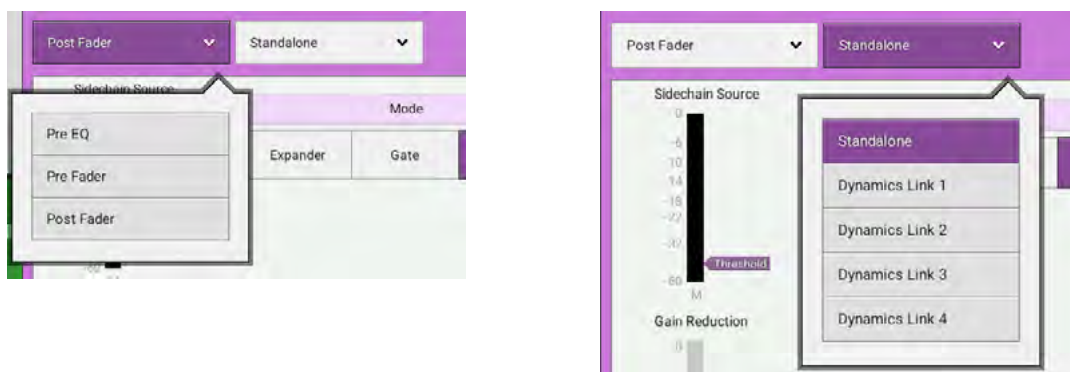 Post Fader
Standalone
Sidechain Source
Mode
Pre EQ
Expander
Gate
Pre Fader
Post Fader
Post Fader
Standalone
Sidechain Source
0
-6
-10
-14
-18
-22
-32
Threshold
-60
M
Gain Reduction
0
Standalone
Dynamics Link 1
Dynamics Link 2
Dynamics Link 3
Dynamics Link 4